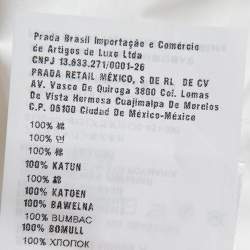 Prada Brasil Importação e Comércio
de Artigos de Luxo Ltda
CNPJ 13.633.271/0001-26
PRADA RETAIL MÉXICO, S DE RL DE CV
AV. Vasco De Quiroga 3800 Col. Lomas
De Vista Hermosa Cuajimalpa De Morelos
C.P. 05100 Ciudad De México-México
100% 棉
100% 면
100% KATUN
100% 綿
100% KATOEN
100% BAWEŁNA
100% BUMBAC
100% BOMULL
100% ХЛОПОК